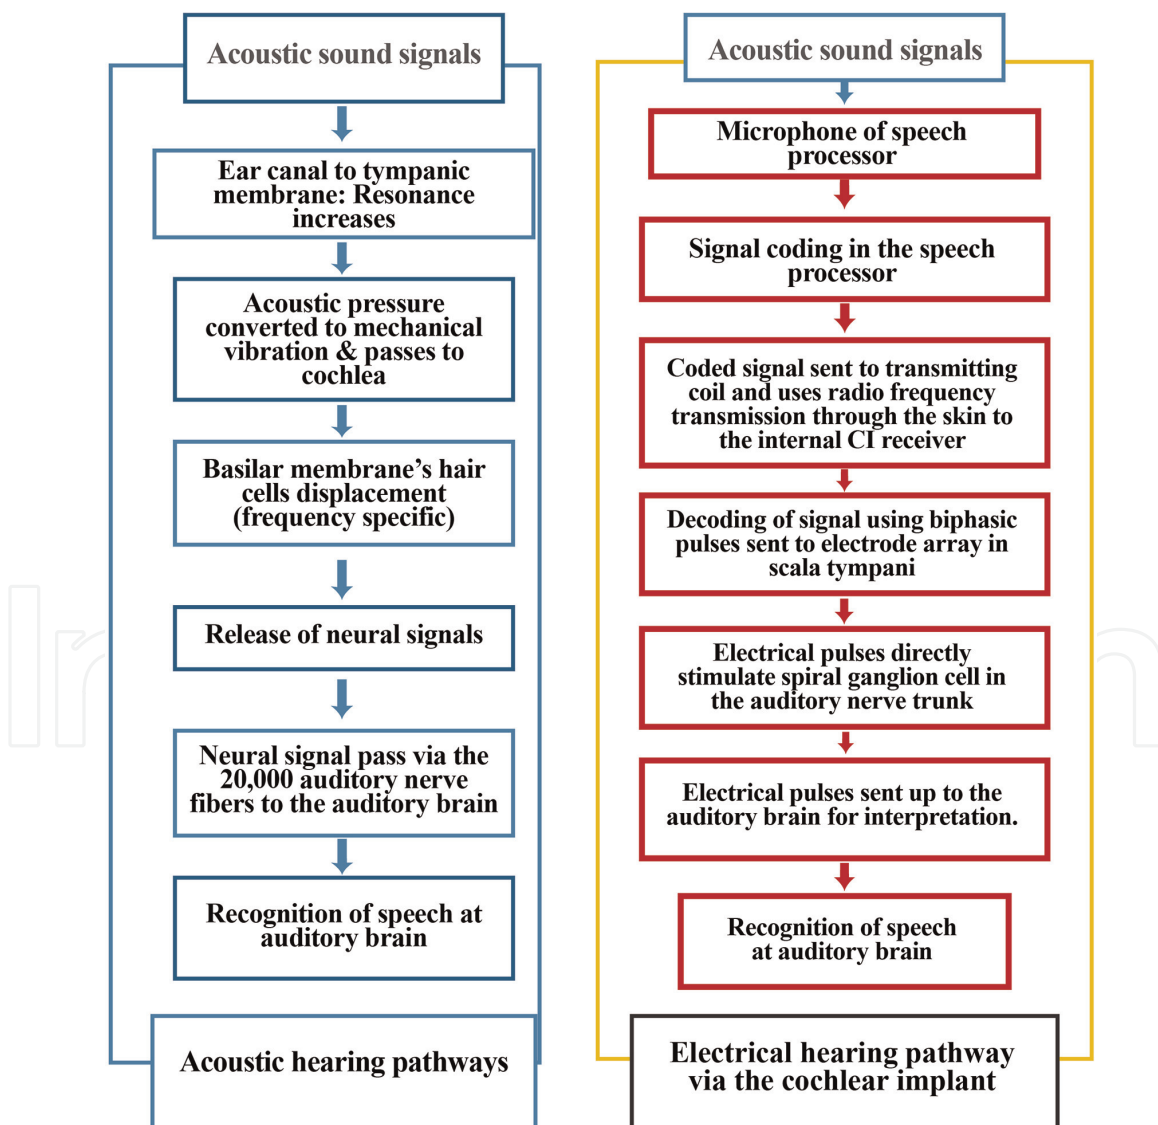 Acoustic sound signals
Ear canal to tympanic
membrane: Resonance
increases
Acoustic pressure
converted to mechanical
vibration & passes to
cochlea
Basilar membrane’s hair
cells displacement
(frequency specific)
Release of neural signals
Neural signal pass via the
20,000 auditory nerve
fibers to the auditory brain
Recognition of speech at
auditory brain
Acoustic hearing pathways
Acoustic sound signals
Microphone of speech
processor
Signal coding in the speech
processor
Coded signal sent to transmitting
coil and uses radio frequency
transmission through the skin to
the internal CI receiver
Decoding of signal using biphasic
pulses sent to electrode array in
scala tympani
Electrical pulses directly
stimulate spiral ganglion cell in
the auditory nerve trunk
Electrical pulses sent up to the
auditory brain for interpretation.
Recognition of speech
at auditory brain
Electrical hearing pathway
via the cochlear implant